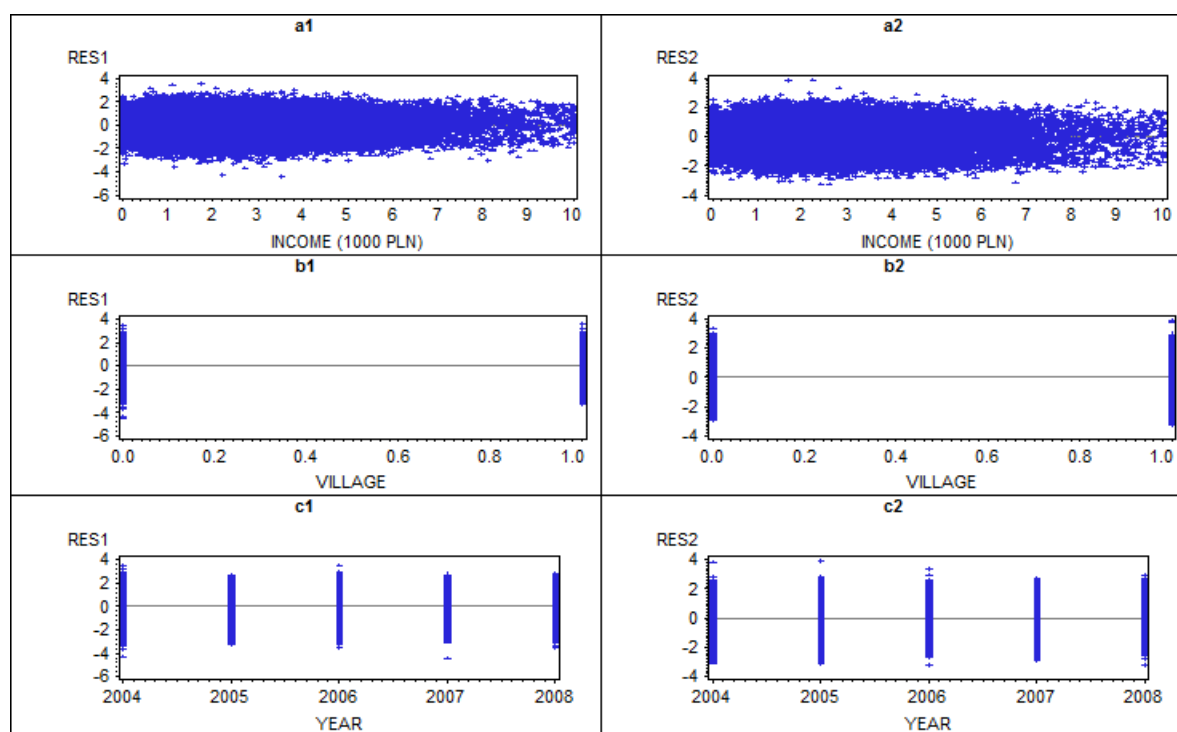 a1
RES1
4
2
0
-2
-4
-6
0 1 2 3 4 5 6 7 8 9 10
INCOME (1000 PLN)
a2
RES2
4
2
0
-2
-4
0 1 2 3 4 5 6 7 8 9 10
INCOME (1000 PLN)
b1
RES1
4
2
0
-2
-4
-6
0.0 0.2 0.4 0.6 0.8 1.0
VILLAGE
b2
RES2
4
2
0
-2
-4
0.0 0.2 0.4 0.6 0.8 1.0
VILLAGE
c1
RES1
4
2
0
-2
-4
-6
2004 2005 2006 2007 2008
YEAR
c2
RES2
4
2
0
-2
-4
2004 2005 2006 2007 2008
YEAR